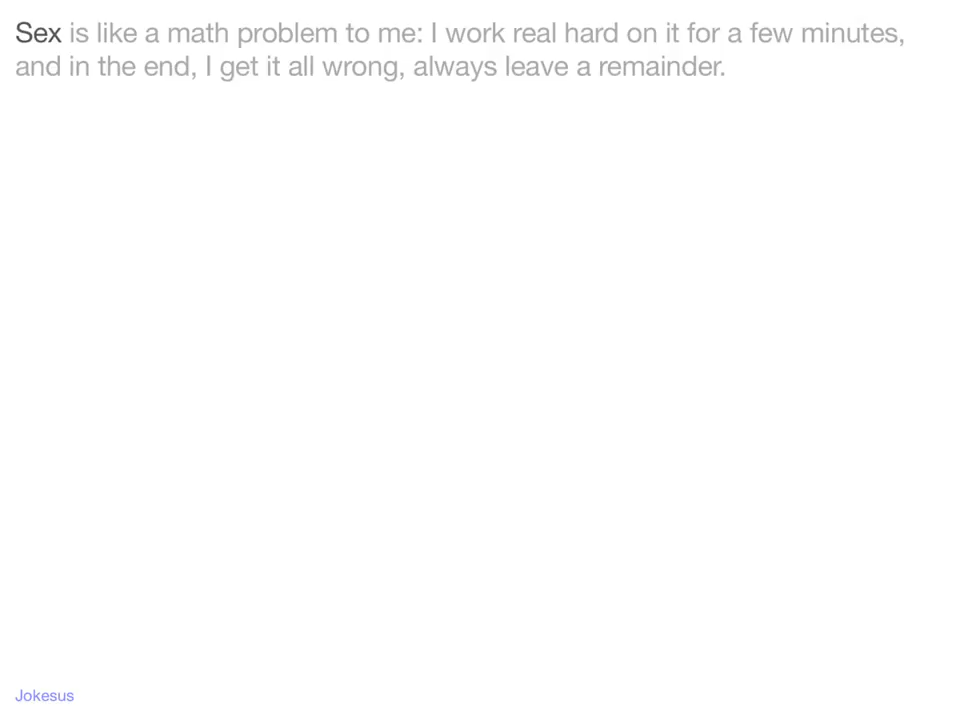 Sex is like a math problem to me: I work real hard on it for a few minutes,
and in the end, I get it all wrong, always leave a remainder.
Jokesus